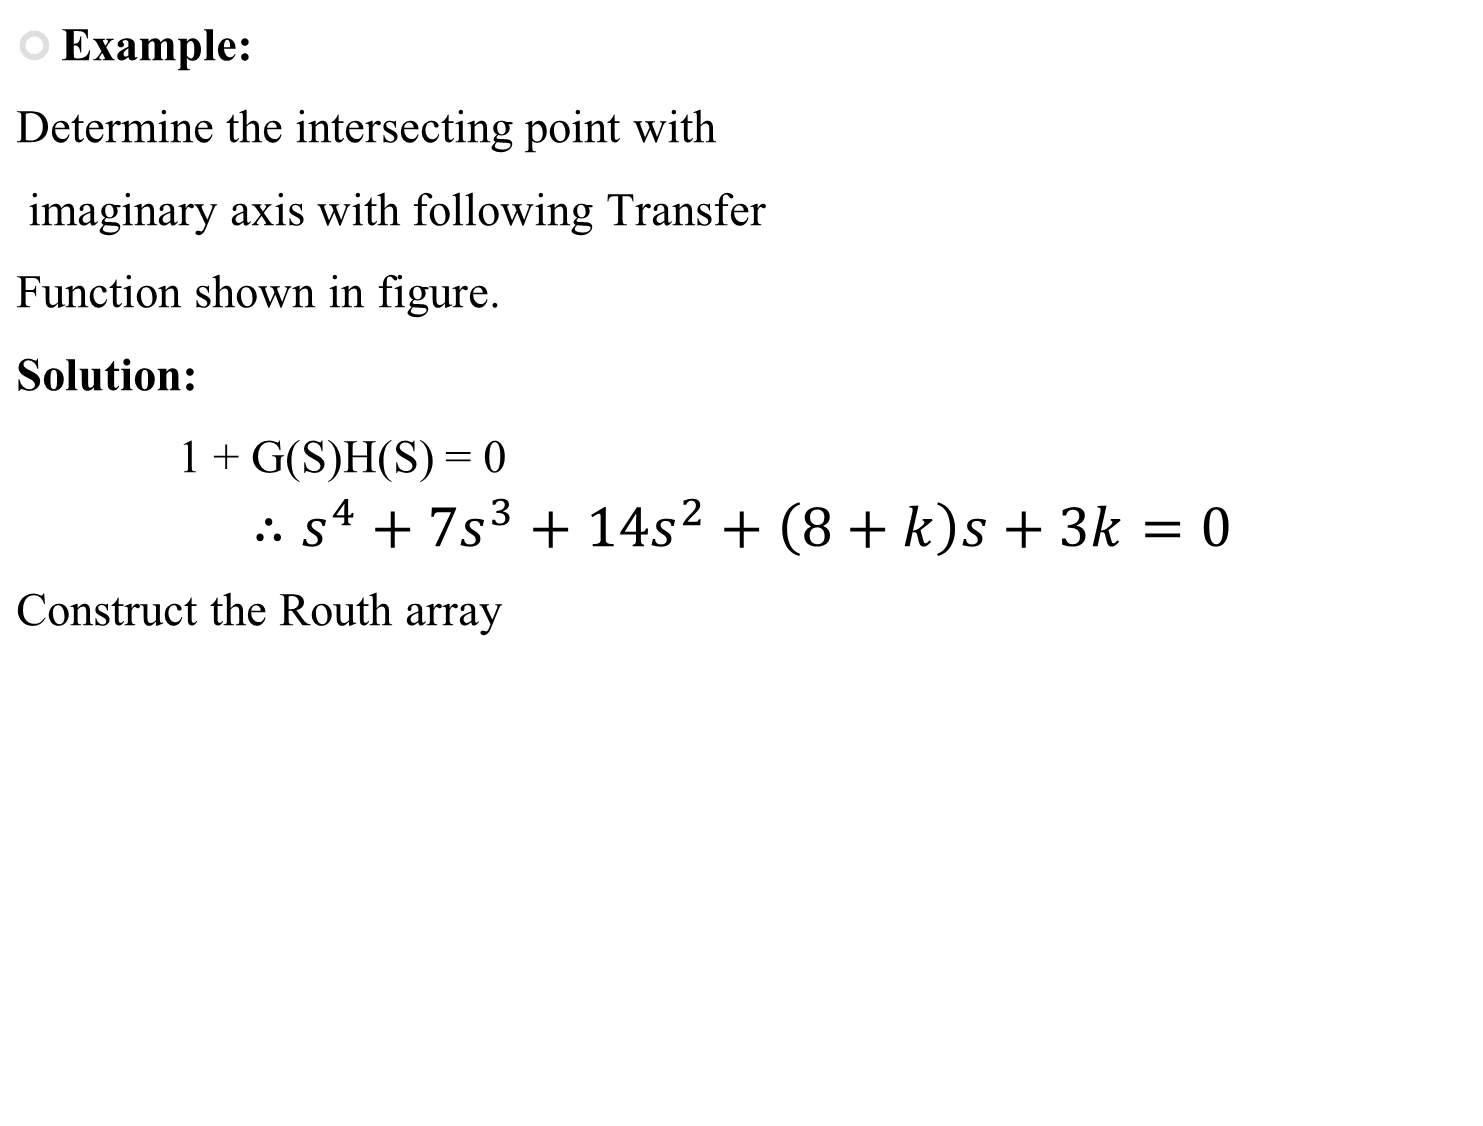 Example:
Determine the intersecting point with
imaginary axis with following Transfer
Function shown in figure.
Solution:
1 + G(S)H(S) = 0
∴ s⁴ + 7s³ + 14s² + (8 + k)s + 3k = 0
Construct the Routh array